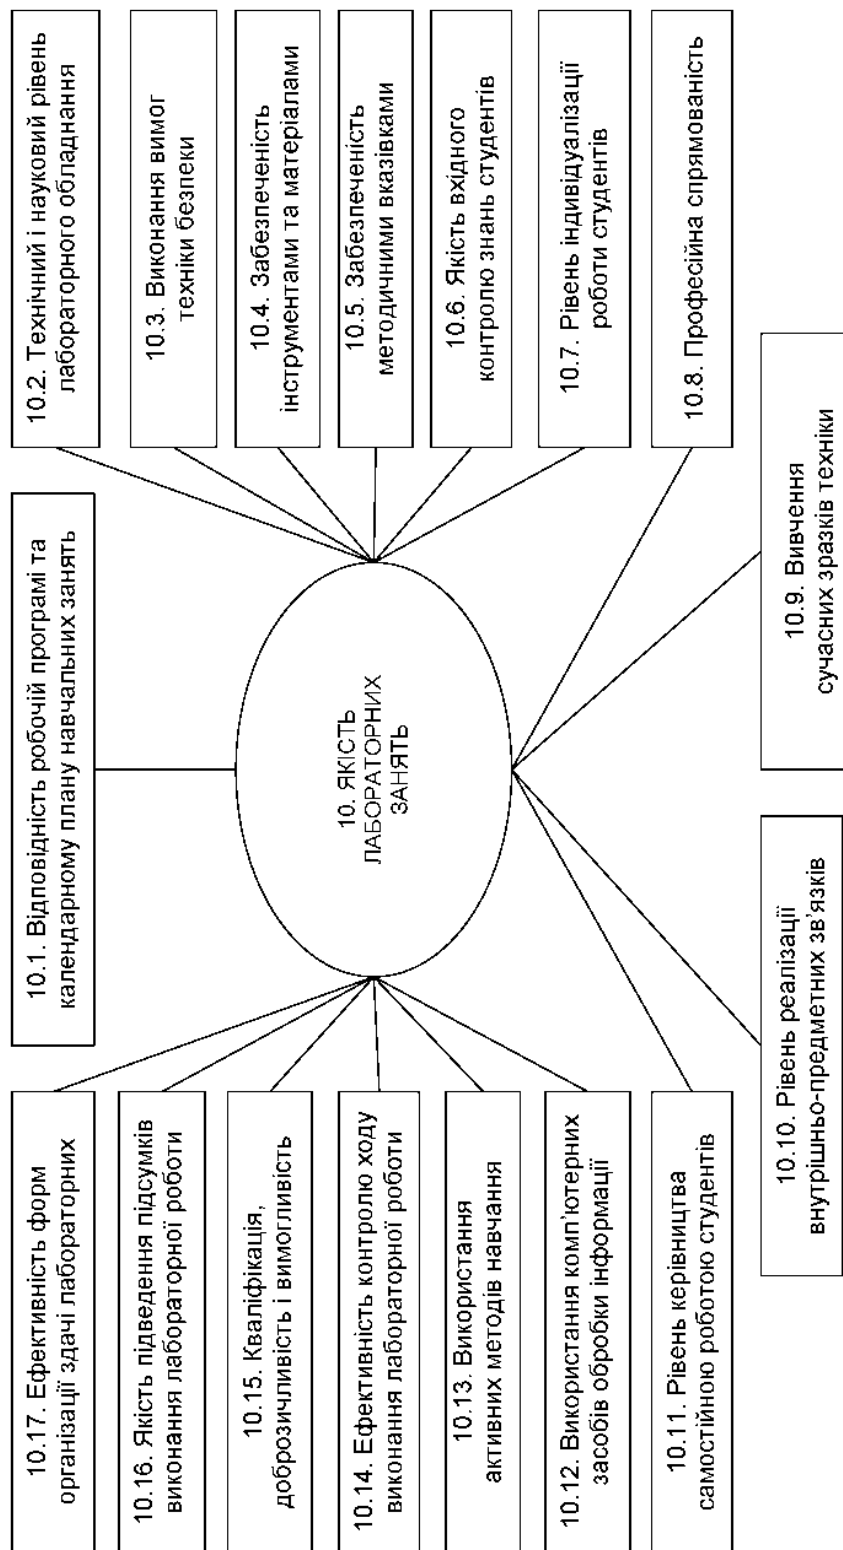 10. ЯКІСТЬ
ЛАБОРАТОРНИХ
ЗАНЯТЬ
10.1. Відповідність робочій програмі та
календарному плану навчальних занять
10.2. Технічний і науковий рівень
лабораторного обладнання
10.3. Виконання вимог
техніки безпеки
10.4. Забезпеченість
інструментами та матеріалами
10.5. Забезпеченість
методичними вказівками
10.6. Якість вхідного
контролю знань студентів
10.7. Рівень індивідуалізації
роботи студентів
10.8. Професійна спрямованість
10.9. Вивчення
сучасних зразків техніки
10.10. Рівень реалізації
внутрішньо-предметних зв'язків
10.11. Рівень керівництва
самостійною роботою студентів
10.12. Використання комп'ютерних
засобів обробки інформації
10.13. Використання
активних методів навчання
10.14. Ефективність контролю ходу
виконання лабораторної роботи
10.15. Кваліфікація,
доброзичливість і вимогливість
10.16. Якість підведення підсумків
виконання лабораторної роботи
10.17. Ефективність форм
організації здачі лабораторних